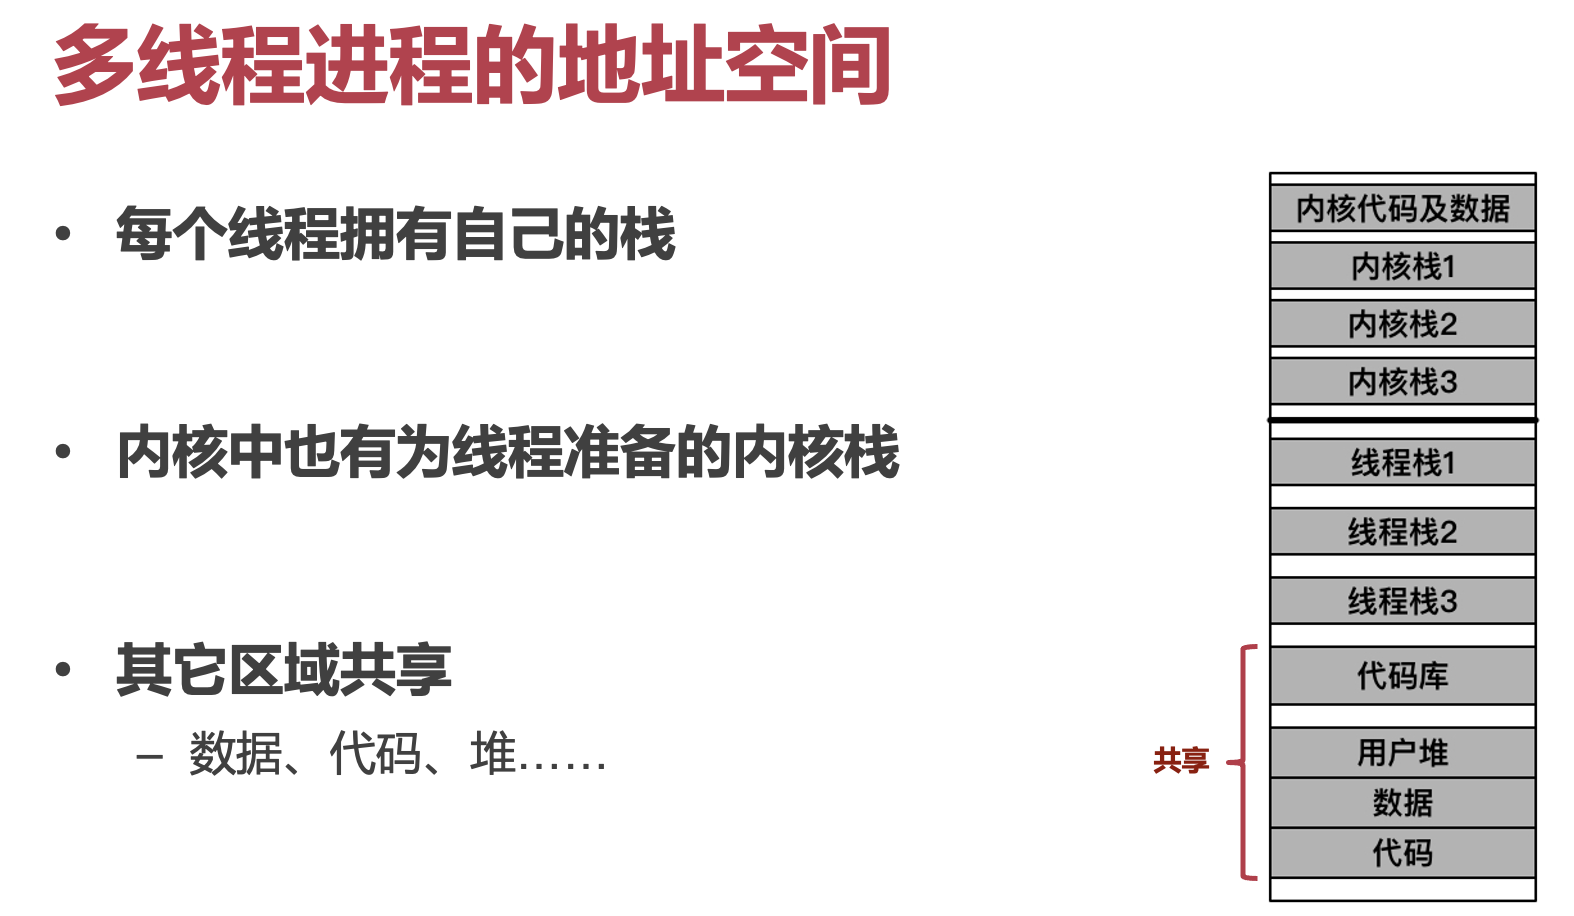 多线程进程的地址空间
• 每个线程拥有自己的栈
• 内核中也有为线程准备的内核栈
• 其它区域共享
– 数据、代码、堆……
内核代码及数据
内核栈1
内核栈2
内核栈3
线程栈1
线程栈2
线程栈3
代码库
共享
用户堆
数据
代码